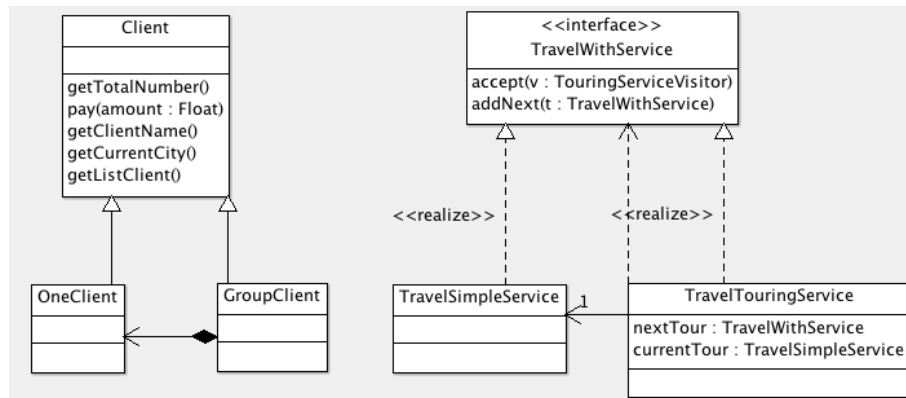 Client
getTotalNumber()
pay(amount : Float)
getClientName()
getCurrentCity()
getListClient()
OneClient
GroupClient
<<interface>>
TravelWithService
accept(v : TouringServiceVisitor)
addNext(t : TravelWithService)
<<realize>>
<<realize>>
TravelSimpleService
1
TravelTouringService
nextTour : TravelWithService
currentTour : TravelSimpleService